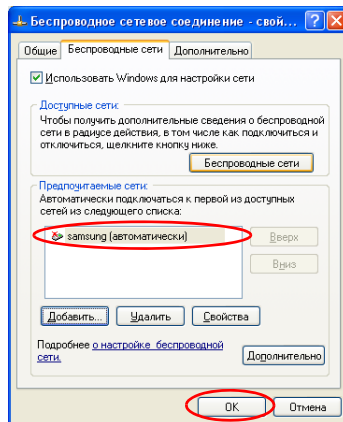 Беспроводное сетевое соединение - свой...
Общие Беспроводные сети Дополнительно
Использовать Windows для настройки сети
Доступные сети:
Чтобы получить дополнительные сведения о беспроводной
сети в радиусе действия, в том числе как подключиться и
отключиться, щелкните кнопку ниже.
Беспроводные сети
Предпочитаемые сети:
Автоматически подключаться к первой из доступных
сетей из следующего списка:
samsung (автоматически)
Вверх
Вниз
Добавить... Удалить Свойства
Подробнее о настройке беспроводной
сети.
Дополнительно
OK Отмена